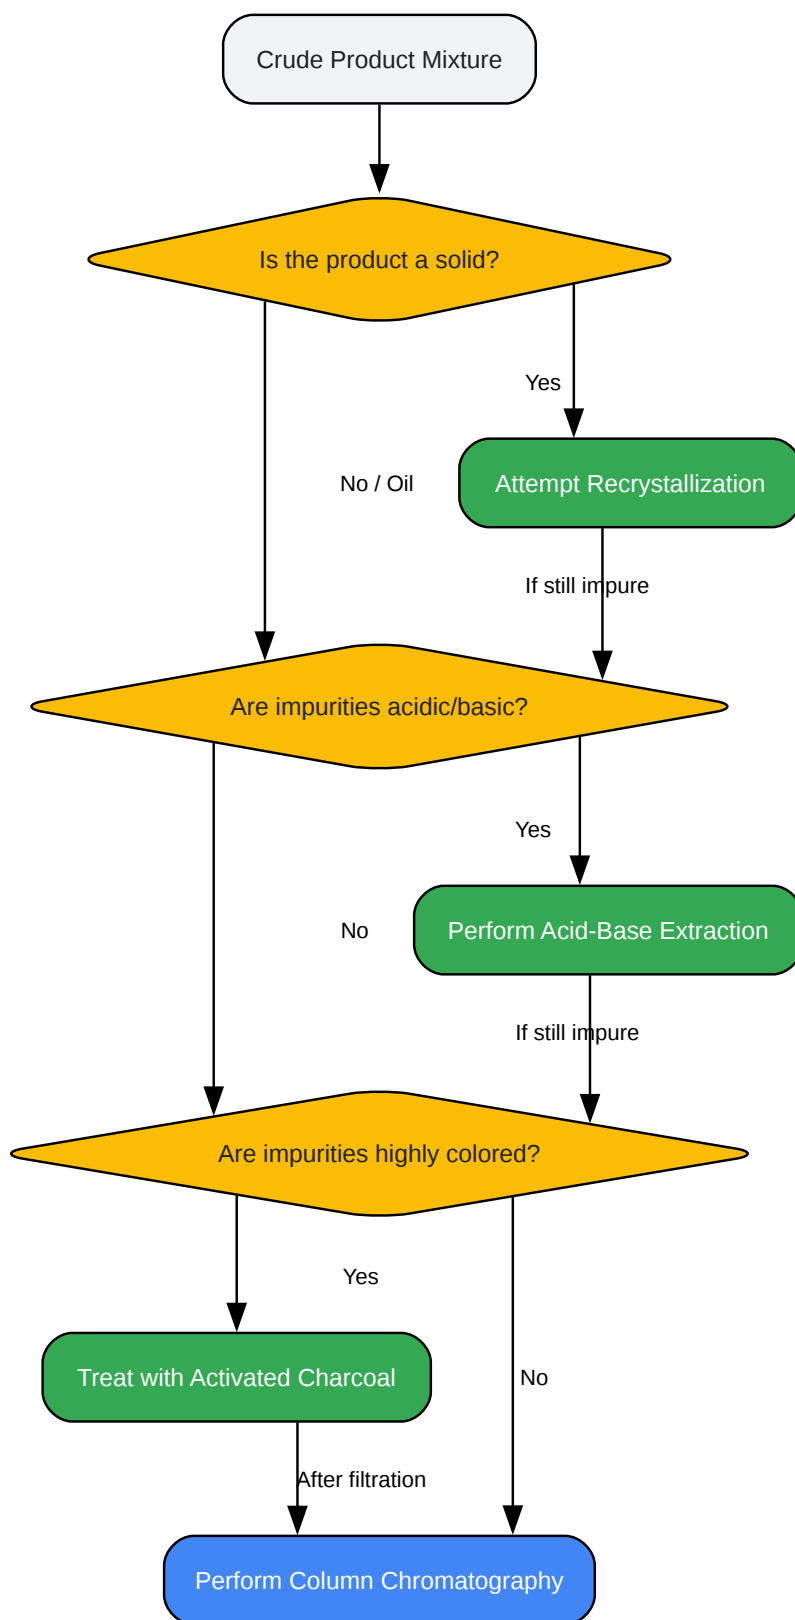 Crude Product Mixture
Is the product a solid?
Yes
No / Oil
Attempt Recrystallization
If still impure
Are impurities acidic/basic?
Yes
No
Perform Acid-Base Extraction
If still impure
Are impurities highly colored?
Yes
Treat with Activated Charcoal
No
After filtration
Perform Column Chromatography